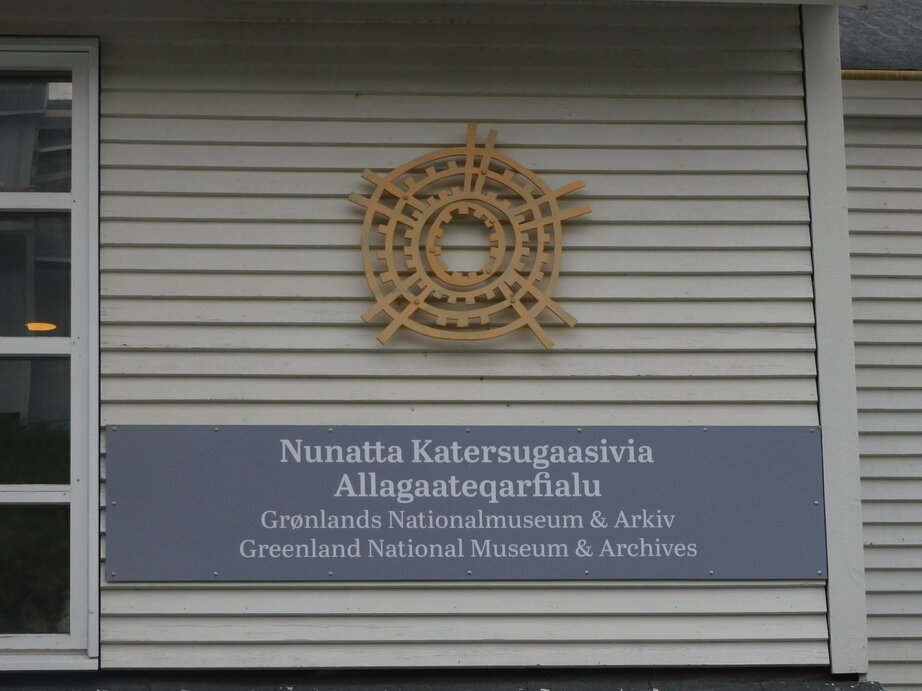 Nunatta Katersugaasivia
Allagaateqarfialu
Grønlands Nationalmuseum & Arkiv
Greenland National Museum & Archives